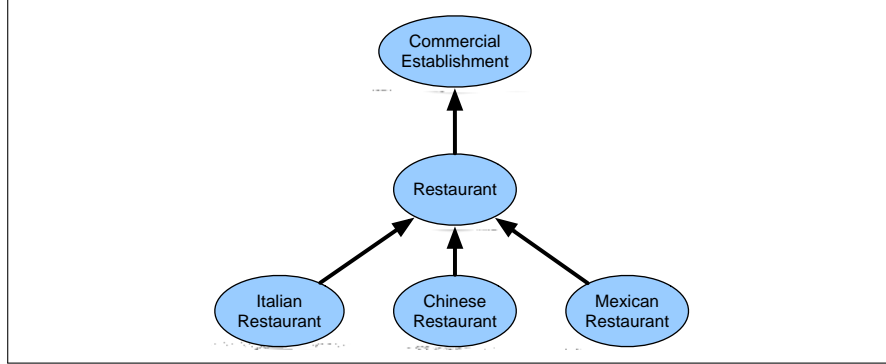 Commercial
Establishment
Restaurant
Italian
Restaurant
Chinese
Restaurant
Mexican
Restaurant